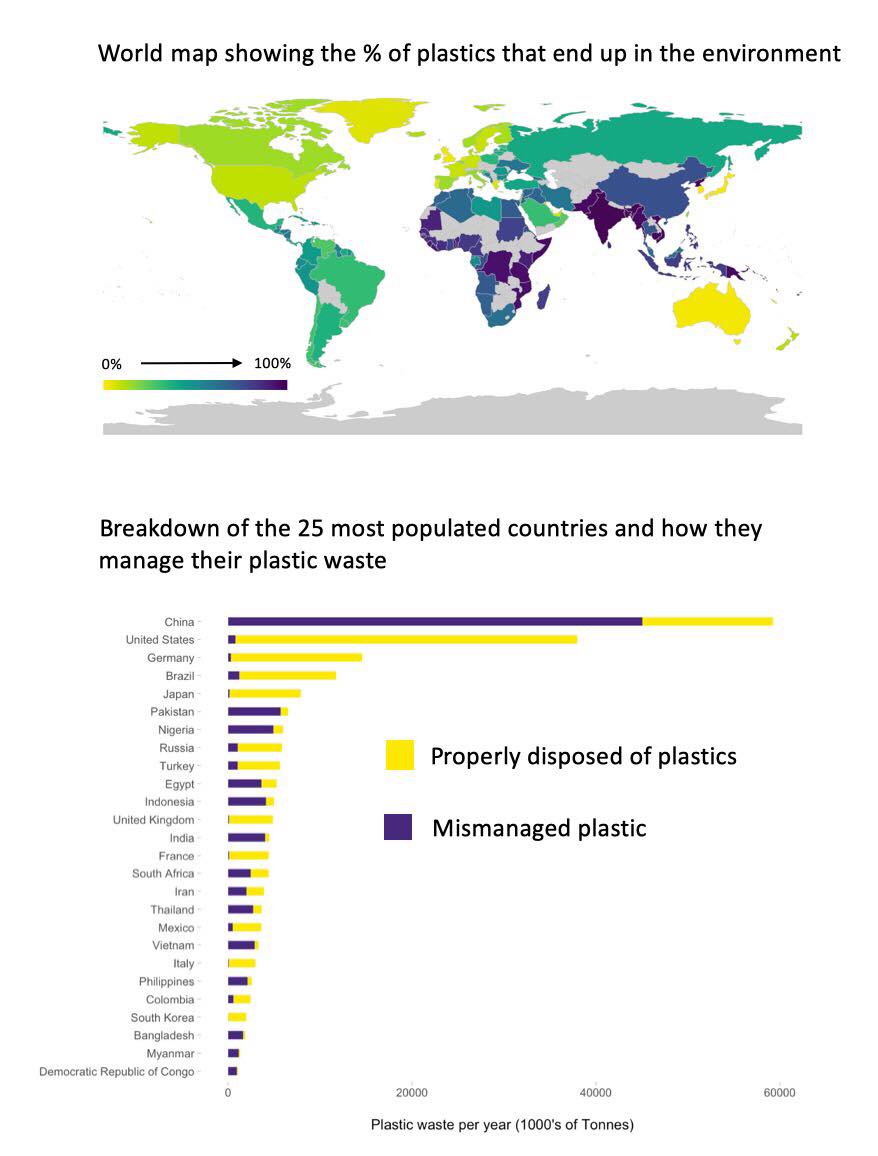 World map showing the % of plastics that end up in the environment
0% 100%
Breakdown of the 25 most populated countries and how they
manage their plastic waste
China
United States
Germany
Brazil
Japan
Pakistan
Nigeria
Russia
Turkey
Egypt
Indonesia
United Kingdom
India
France
South Africa
Iran
Thailand
Mexico
Vietnam
Italy
Philippines
Colombia
South Korea
Bangladesh
Myanmar
Democratic Republic of Congo
Properly disposed of plastics
Mismanaged plastic
0 20000 40000 60000
Plastic waste per year (1000's of Tonnes)